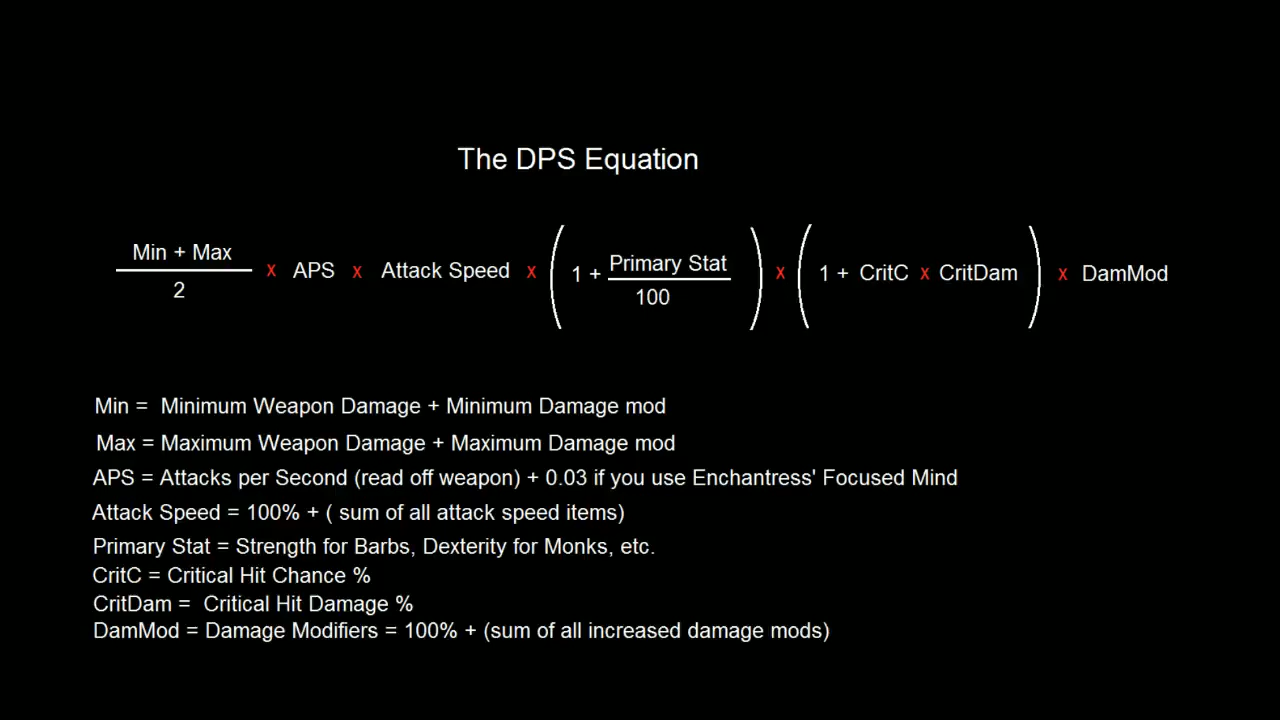 The DPS Equation
Min + Max
2
x APS x Attack Speed x ( 1 + Primary Stat
100
) x ( 1 + CritC x CritDam ) x DamMod
Min = Minimum Weapon Damage + Minimum Damage mod
Max = Maximum Weapon Damage + Maximum Damage mod
APS = Attacks per Second (read off weapon) + 0.03 if you use Enchantress' Focused Mind
Attack Speed = 100% + ( sum of all attack speed items)
Primary Stat = Strength for Barbs, Dexterity for Monks, etc.
CritC = Critical Hit Chance %
CritDam = Critical Hit Damage %
DamMod = Damage Modifiers = 100% + (sum of all increased damage mods)